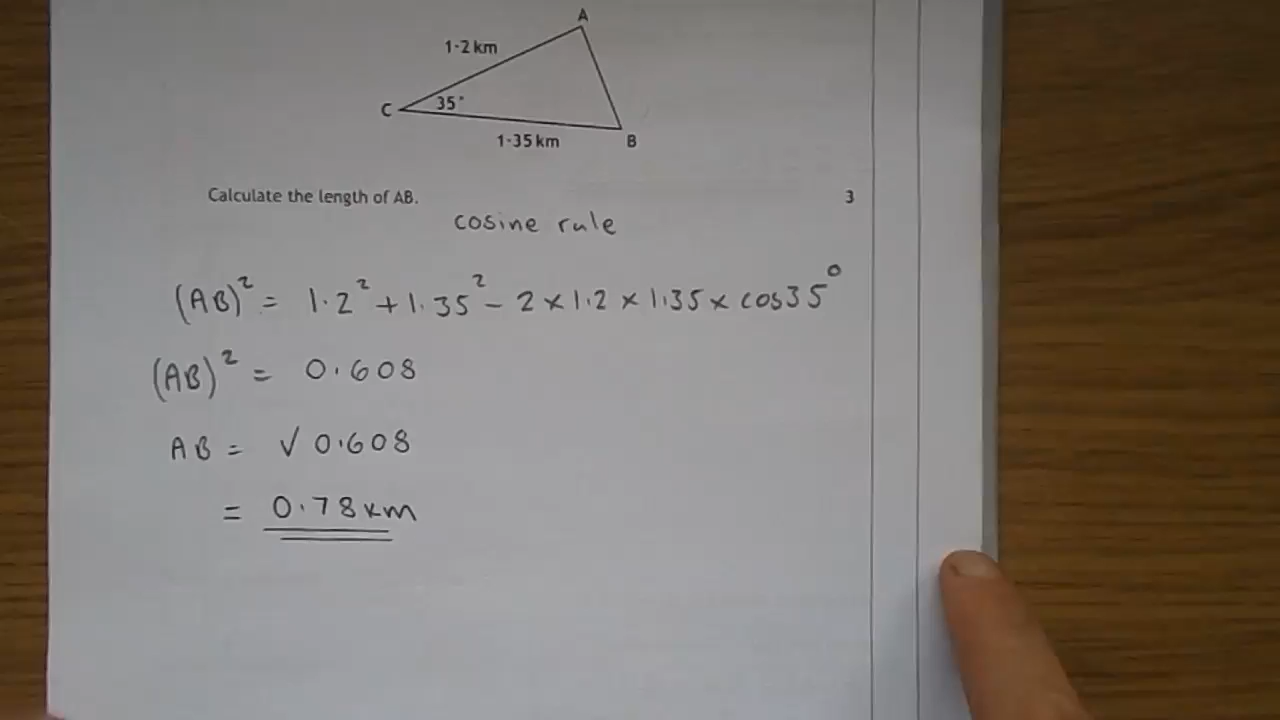 A
1·2 km
35°
C
1·35 km
B
Calculate the length of AB.
3
cosine rule
(AB)² = 1.2² + 1.35² - 2 × 1.2 × 1.35 × cos35°
(AB)² = 0.608
AB = √ 0.608
= 0.78 km